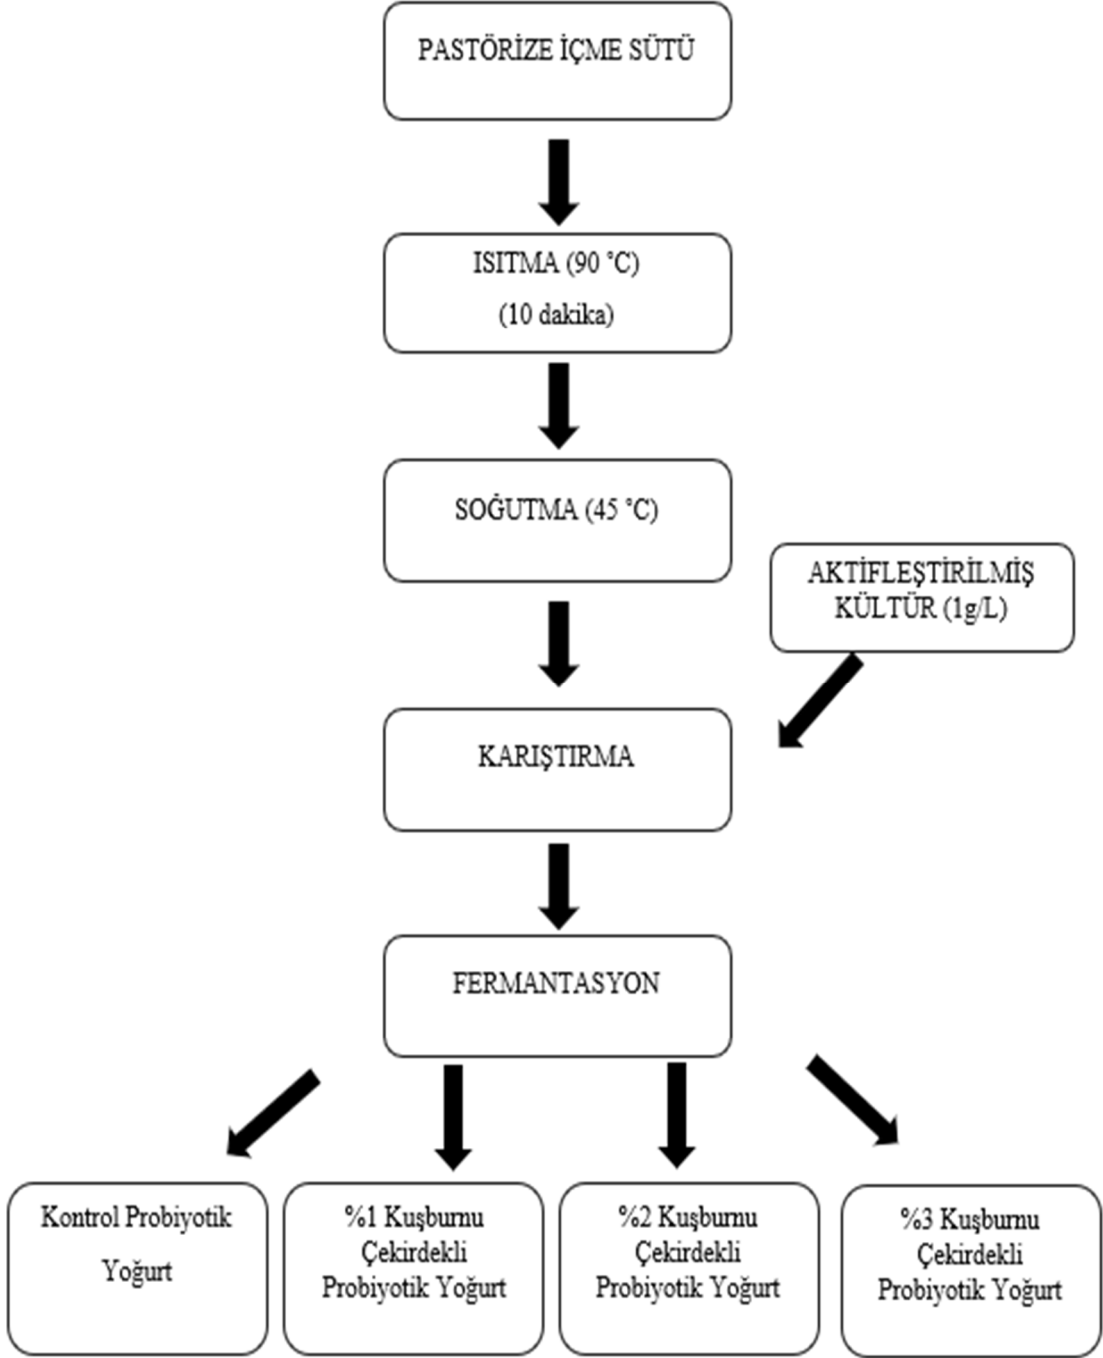 PASTÖRİZE İÇME SÜTÜ
ISITMA (90 °C)
(10 dakika)
SOĞUTMA (45 °C)
AKTİFLEŞTİRİLMİŞ
KÜLTÜR (1g/L)
KARIŞTIRMA
FERMANTASYON
Kontrol Probiyotik
Yoğurt
%1 Kuşburnu
Çekirdekli
Probiyotik Yoğurt
%2 Kuşburnu
Çekirdekli
Probiyotik Yoğurt
%3 Kuşburnu
Çekirdekli
Probiyotik Yoğurt